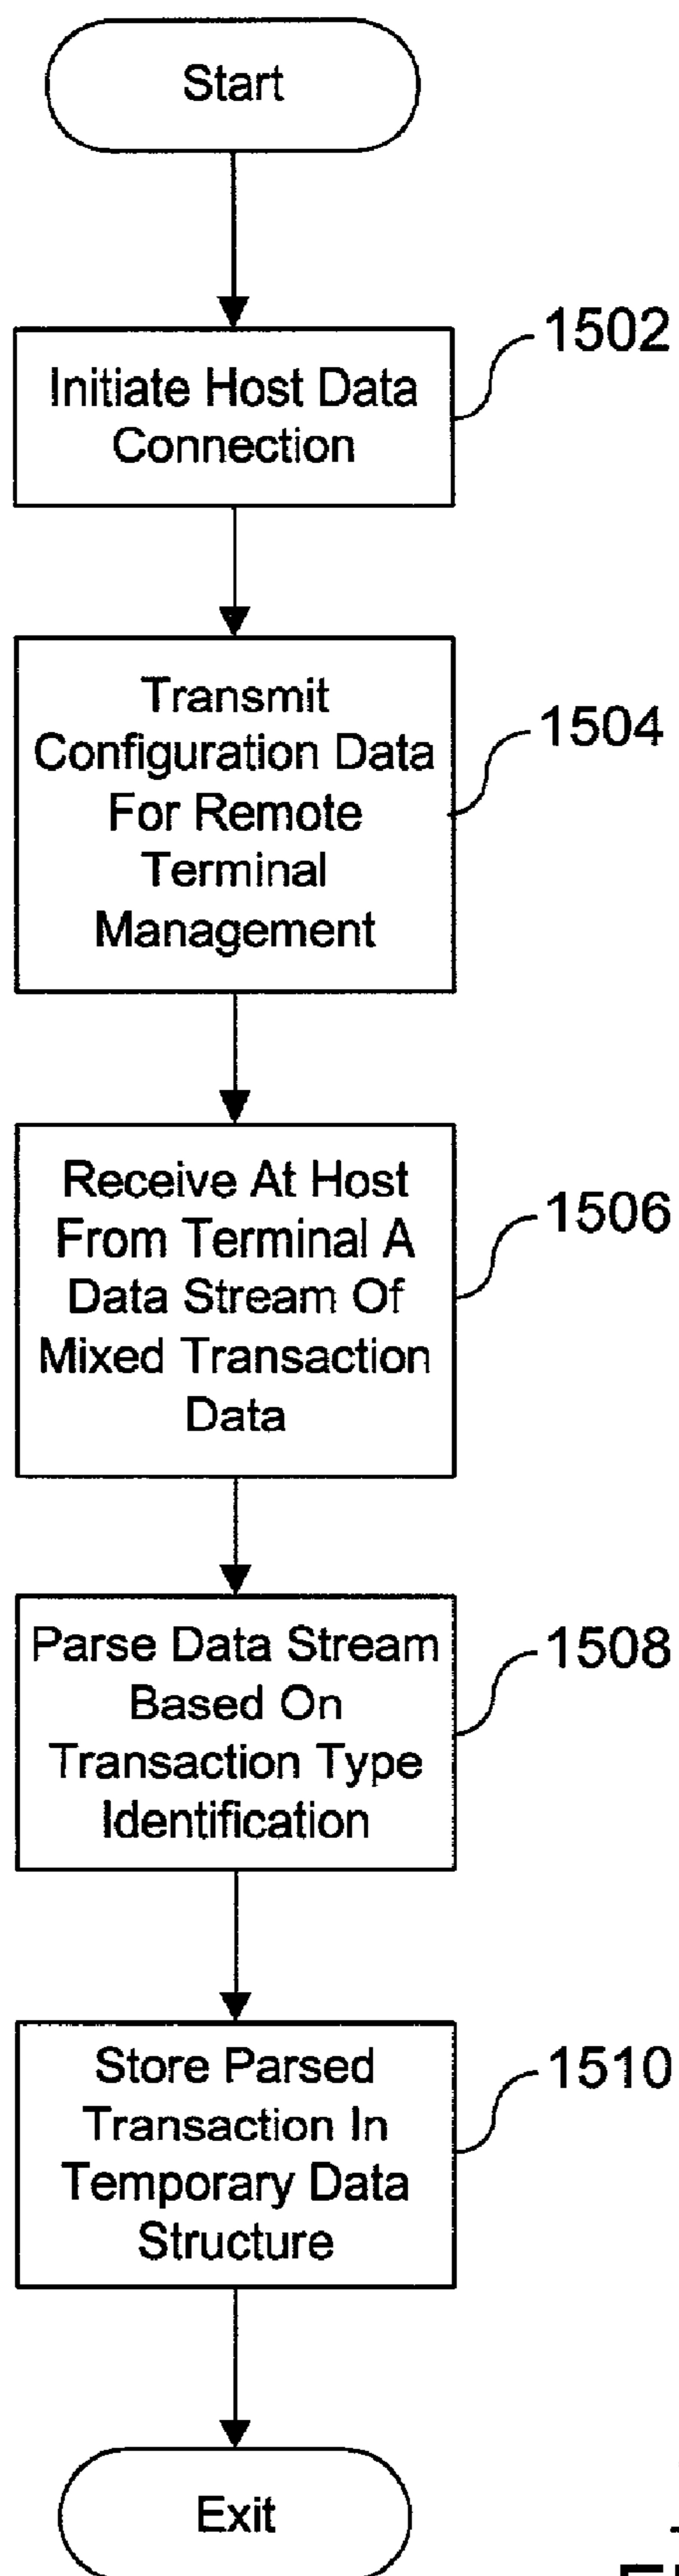 Start
1502
Initiate Host Data
Connection
1504
Transmit
Configuration Data
For Remote
Terminal
Management
1506
Receive At Host
From Terminal A
Data Stream Of
Mixed Transaction
Data
1508
Parse Data Stream
Based On
Transaction Type
Identification
1510
Store Parsed
Transaction In
Temporary Data
Structure
Exit